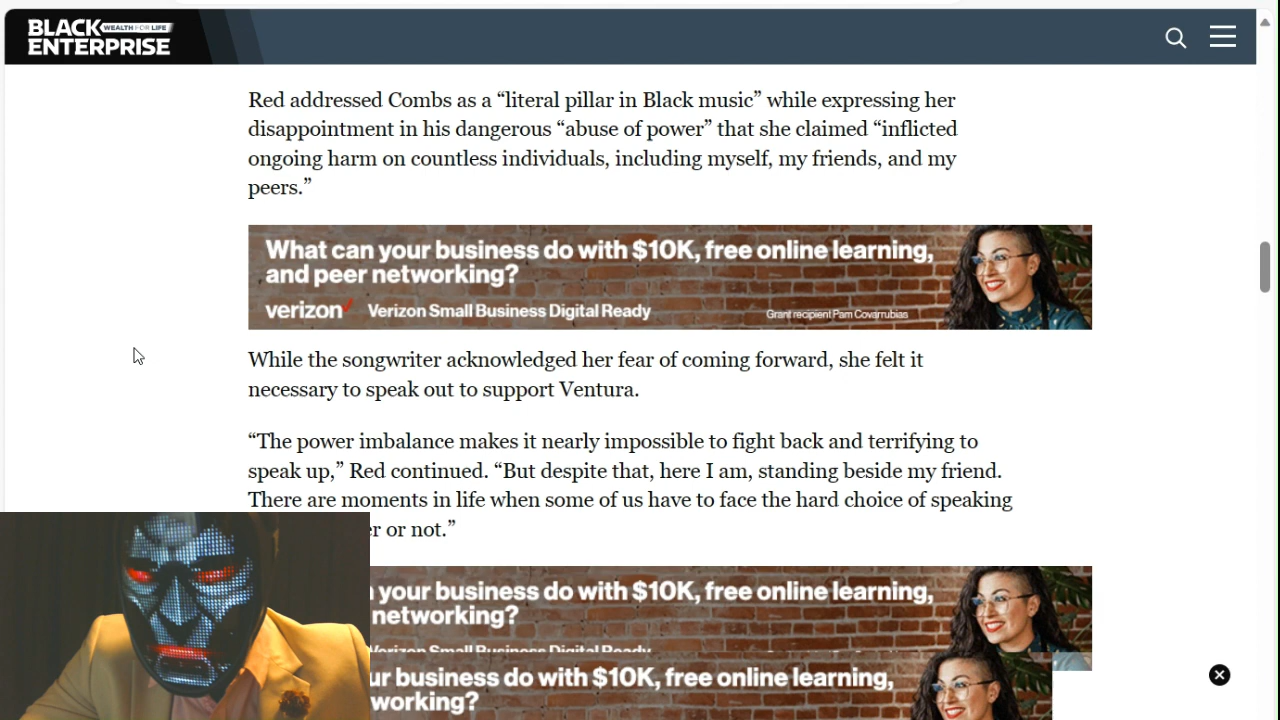 BLACK WEALTH FOR LIFE
ENTERPRISE
Red addressed Combs as a “literal pillar in Black music” while expressing her
disappointment in his dangerous “abuse of power” that she claimed “inflicted
ongoing harm on countless individuals, including myself, my friends, and my
peers.”
What can your business do with $10K, free online learning,
and peer networking?
verizon Verizon Small Business Digital Ready
Grant recipient Pam Covarrubias
While the songwriter acknowledged her fear of coming forward, she felt it
necessary to speak out to support Ventura.
“The power imbalance makes it nearly impossible to fight back and terrifying to
speak up,” Red continued. “But despite that, here I am, standing beside my friend.
There are moments in life when some of us have to face the hard choice of speaking
or not.”
your business do with $10K, free online learning,
networking?
Verizon Small Business Digital Ready
ur business do with $10K, free online learning,
working?